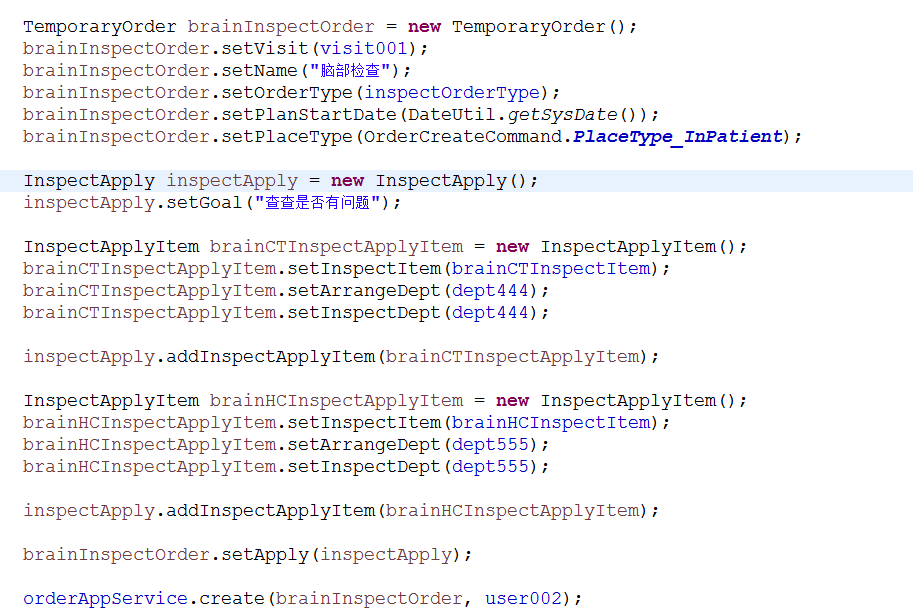 TemporaryOrder brainInspectOrder = new TemporaryOrder();
brainInspectOrder.setVisit(visit001);
brainInspectOrder.setName("脑部检查");
brainInspectOrder.setOrderType(inspectOrderType);
brainInspectOrder.setPlanStartDate(DateUtil.getSysDate());
brainInspectOrder.setPlaceType(OrderCreateCommand.PlaceType_InPatient);
InspectApply inspectApply = new InspectApply();
inspectApply.setGoal("查查是否有问题");
InspectApplyItem brainCTInspectApplyItem = new InspectApplyItem();
brainCTInspectApplyItem.setInspectItem(brainCTInspectItem);
brainCTInspectApplyItem.setArrangeDept(dept444);
brainCTInspectApplyItem.setInspectDept(dept444);
inspectApply.addInspectApplyItem(brainCTInspectApplyItem);
InspectApplyItem brainHCInspectApplyItem = new InspectApplyItem();
brainHCInspectApplyItem.setInspectItem(brainHCInspectItem);
brainHCInspectApplyItem.setArrangeDept(dept555);
brainHCInspectApplyItem.setInspectDept(dept555);
inspectApply.addInspectApplyItem(brainHCInspectApplyItem);
brainInspectOrder.setApply(inspectApply);
orderAppService.create(brainInspectOrder, user002);